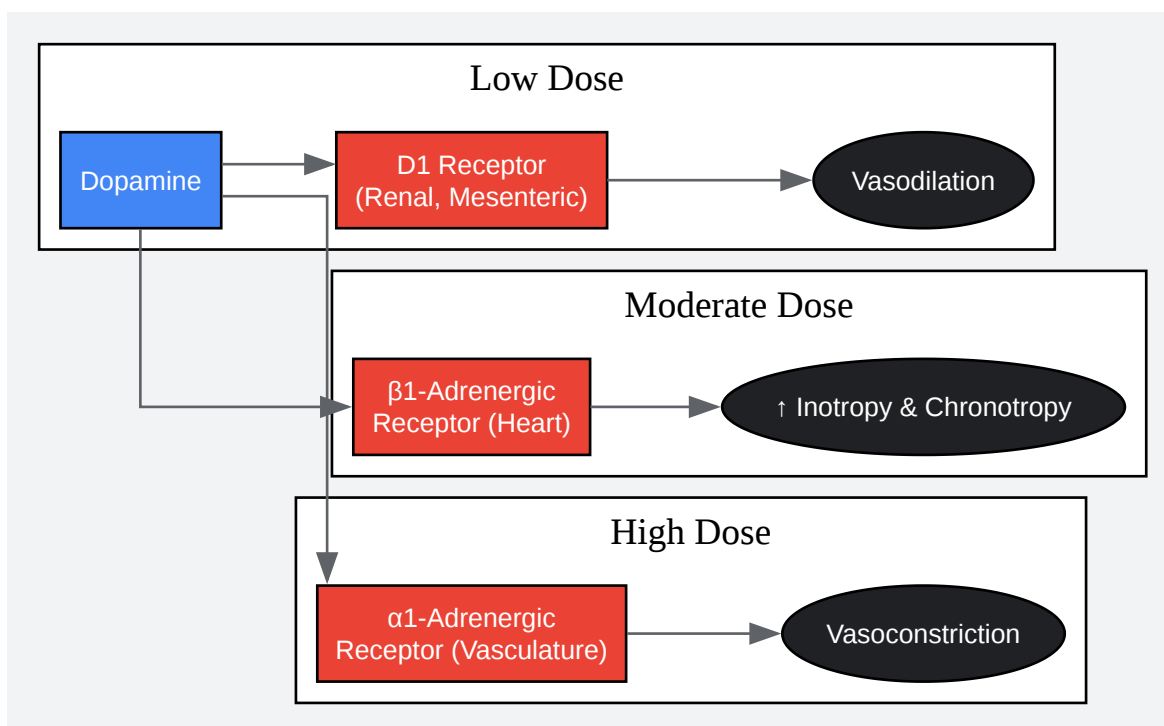 Low Dose
Dopamine
D1 Receptor
(Renal, Mesenteric)
Vasodilation
Moderate Dose
β1-Adrenergic
Receptor (Heart)
↑ Inotropy & Chronotropy
High Dose
α1-Adrenergic
Receptor (Vasculature)
Vasoconstriction